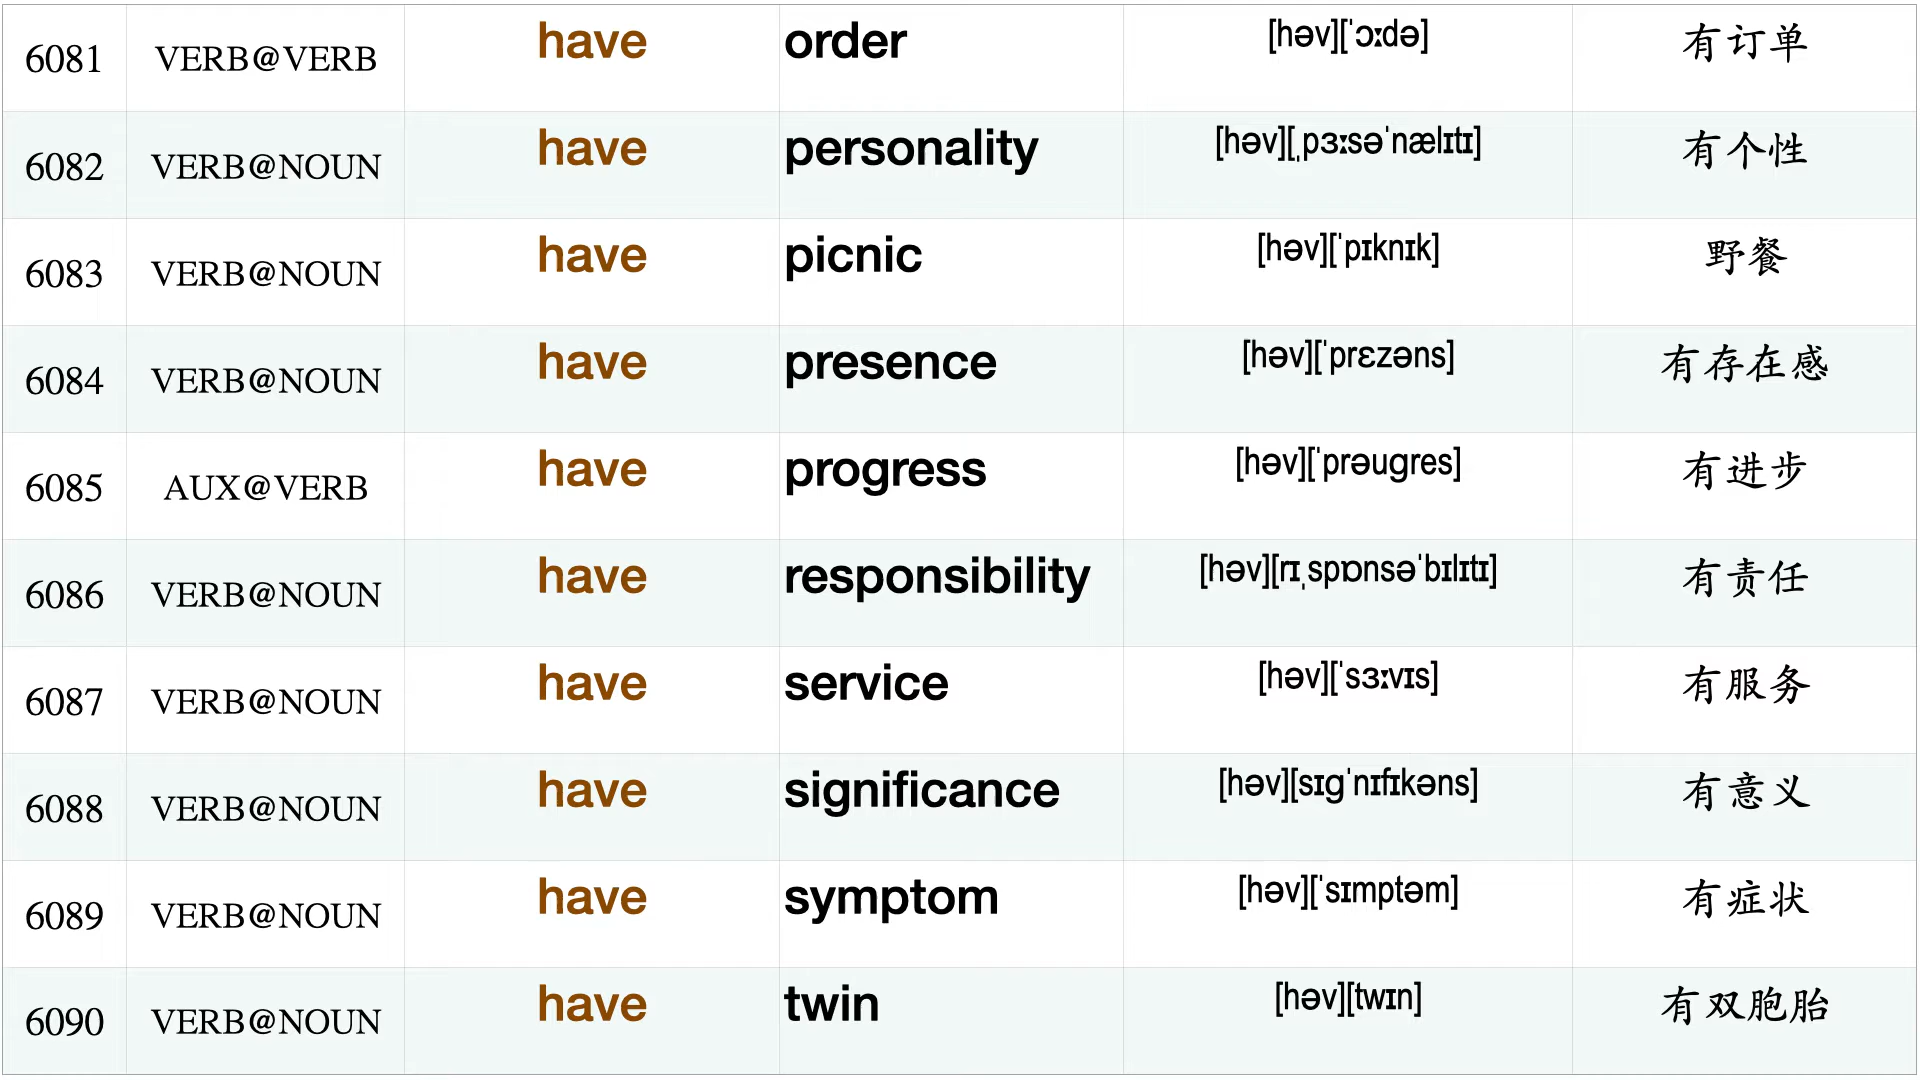 6081 VERB@VERB have order [həv][ˈɔːdə] 有订单
6082 VERB@NOUN have personality [həv][ˌpɜːsəˈnælɪtɪ] 有个性
6083 VERB@NOUN have picnic [həv][ˈpɪknɪk] 野餐
6084 VERB@NOUN have presence [həv][ˈprɛzəns] 有存在感
6085 AUX@VERB have progress [həv][ˈprəugres] 有进步
6086 VERB@NOUN have responsibility [həv][rɪˌspɒnsəˈbɪlɪtɪ] 有责任
6087 VERB@NOUN have service [həv][ˈsɜːvɪs] 有服务
6088 VERB@NOUN have significance [həv][sɪɡˈnɪfɪkəns] 有意义
6089 VERB@NOUN have symptom [həv][ˈsɪmptəm] 有症状
6090 VERB@NOUN have twin [həv][twɪn] 有双胞胎